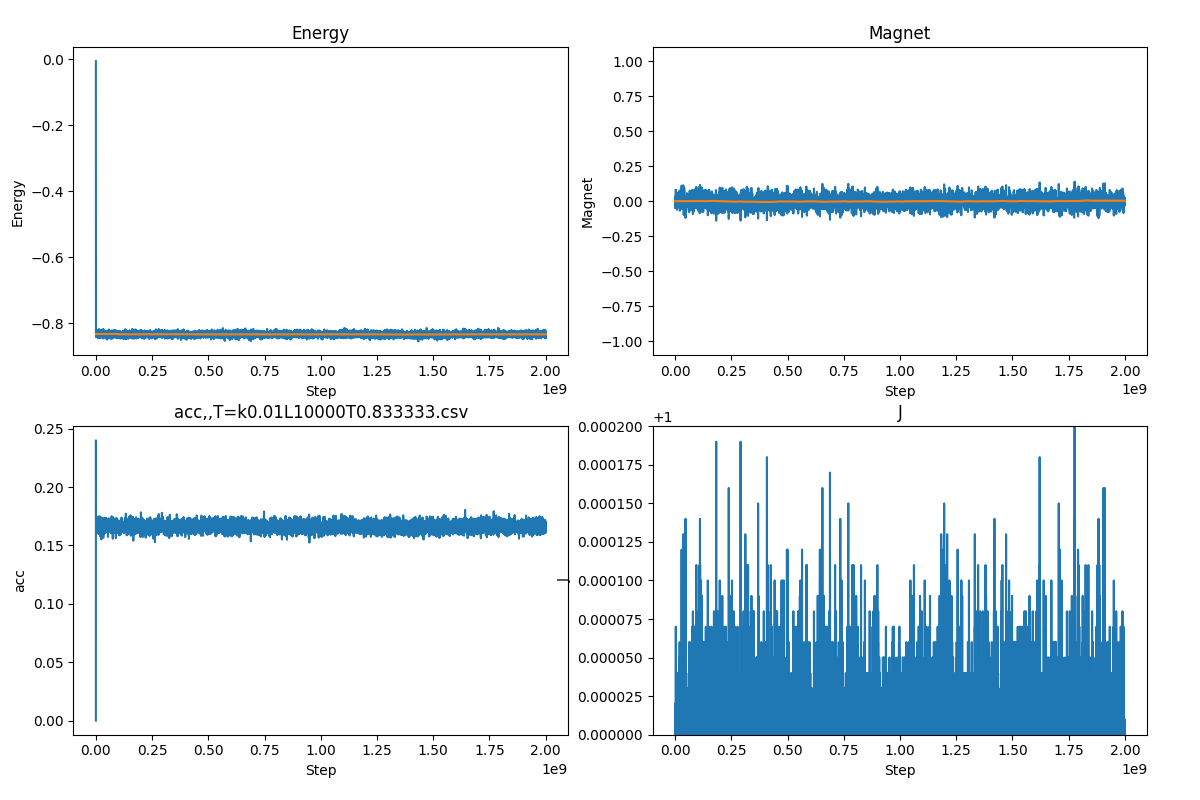 Energy
Energy
0.0
−0.2
−0.4
−0.6
−0.8
0.00 0.25 0.50 0.75 1.00 1.25 1.50 1.75 2.00
Step
1e9
Magnet
Magnet
1.00
0.75
0.50
0.25
0.00
−0.25
−0.50
−0.75
−1.00
0.00 0.25 0.50 0.75 1.00 1.25 1.50 1.75 2.00
Step
1e9
acc,,T=k0.01L10000T0.833333.csv
acc
0.25
0.20
0.15
0.10
0.05
0.00
0.00 0.25 0.50 0.75 1.00 1.25 1.50 1.75 2.00
Step
1e9
J
+1
J
0.000200
0.000175
0.000150
0.000125
0.000100
0.000075
0.000050
0.000025
0.000000
0.00 0.25 0.50 0.75 1.00 1.25 1.50 1.75 2.00
Step
1e9